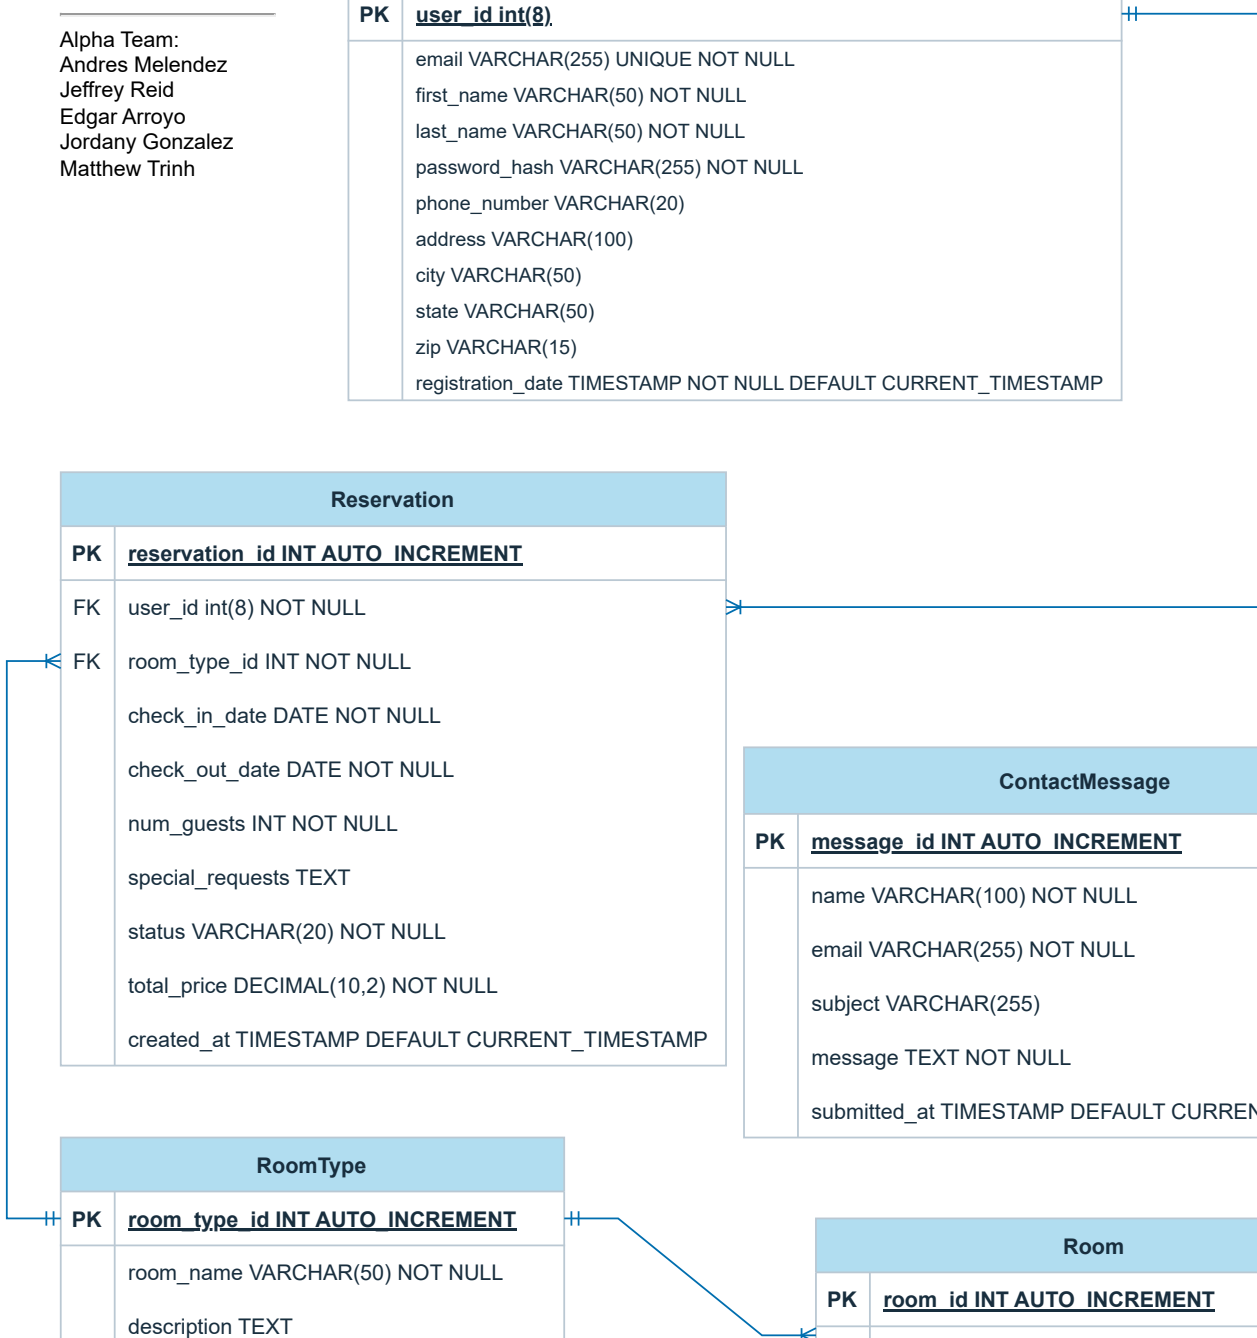 Alpha Team:
Andres Melendez
Jeffrey Reid
Edgar Arroyo
Jordany Gonzalez
Matthew Trinh
PK user_id int(8)
email VARCHAR(255) UNIQUE NOT NULL
first_name VARCHAR(50) NOT NULL
last_name VARCHAR(50) NOT NULL
password_hash VARCHAR(255) NOT NULL
phone_number VARCHAR(20)
address VARCHAR(100)
city VARCHAR(50)
state VARCHAR(50)
zip VARCHAR(15)
registration_date TIMESTAMP NOT NULL DEFAULT CURRENT_TIMESTAMP
Reservation
PK reservation_id INT AUTO_INCREMENT
FK user_id int(8) NOT NULL
FK room_type_id INT NOT NULL
check_in_date DATE NOT NULL
check_out_date DATE NOT NULL
num_guests INT NOT NULL
special_requests TEXT
status VARCHAR(20) NOT NULL
total_price DECIMAL(10,2) NOT NULL
created_at TIMESTAMP DEFAULT CURRENT_TIMESTAMP
ContactMessage
PK message_id INT AUTO_INCREMENT
name VARCHAR(100) NOT NULL
email VARCHAR(255) NOT NULL
subject VARCHAR(255)
message TEXT NOT NULL
submitted_at TIMESTAMP DEFAULT
RoomType
PK room_type_id INT AUTO_INCREMENT
room_name VARCHAR(50) NOT NULL
description TEXT
Room
PK room_id INT AUTO_INCREMENT